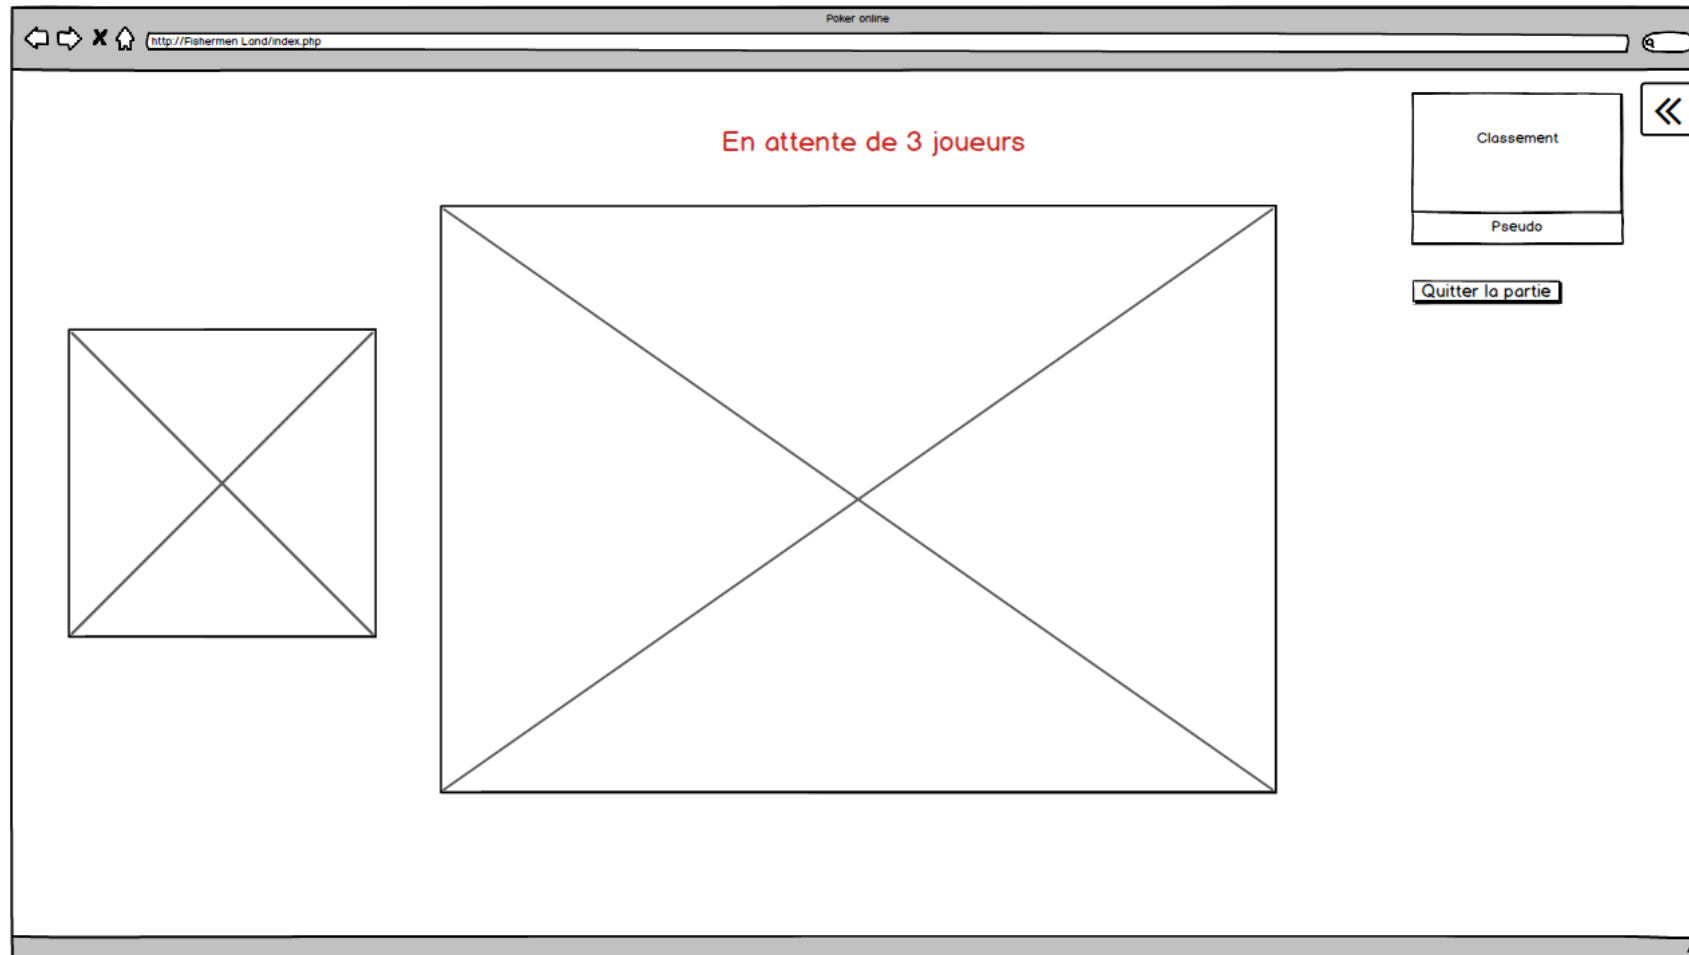 Poker online
http://Fishermen Land/index.php
En attente de 3 joueurs
Classement
Pseudo
Quitter la partie